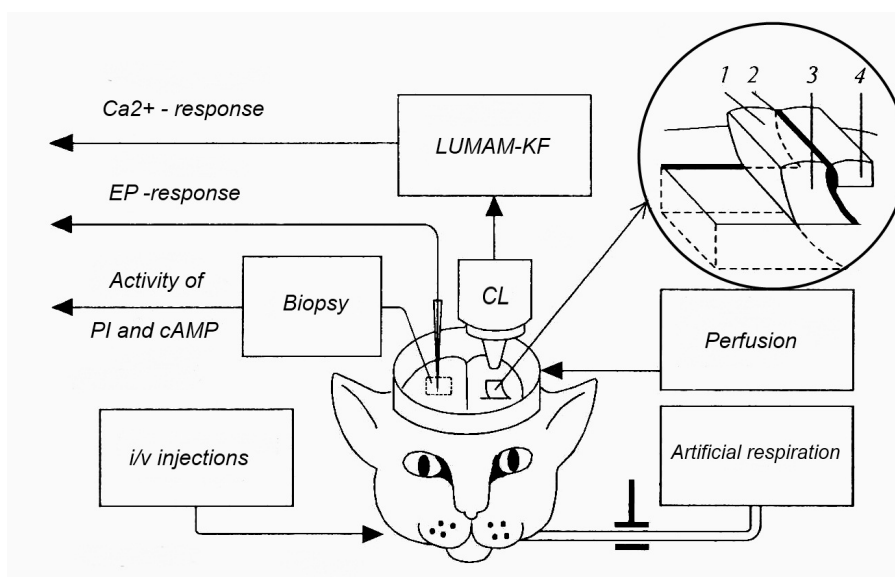 1 2 3 4
Ca2+ - response
LUMAM-KF
EP -response
Activity of
PI and cAMP
Biopsy
CL
Perfusion
i/v injections
Artificial respiration